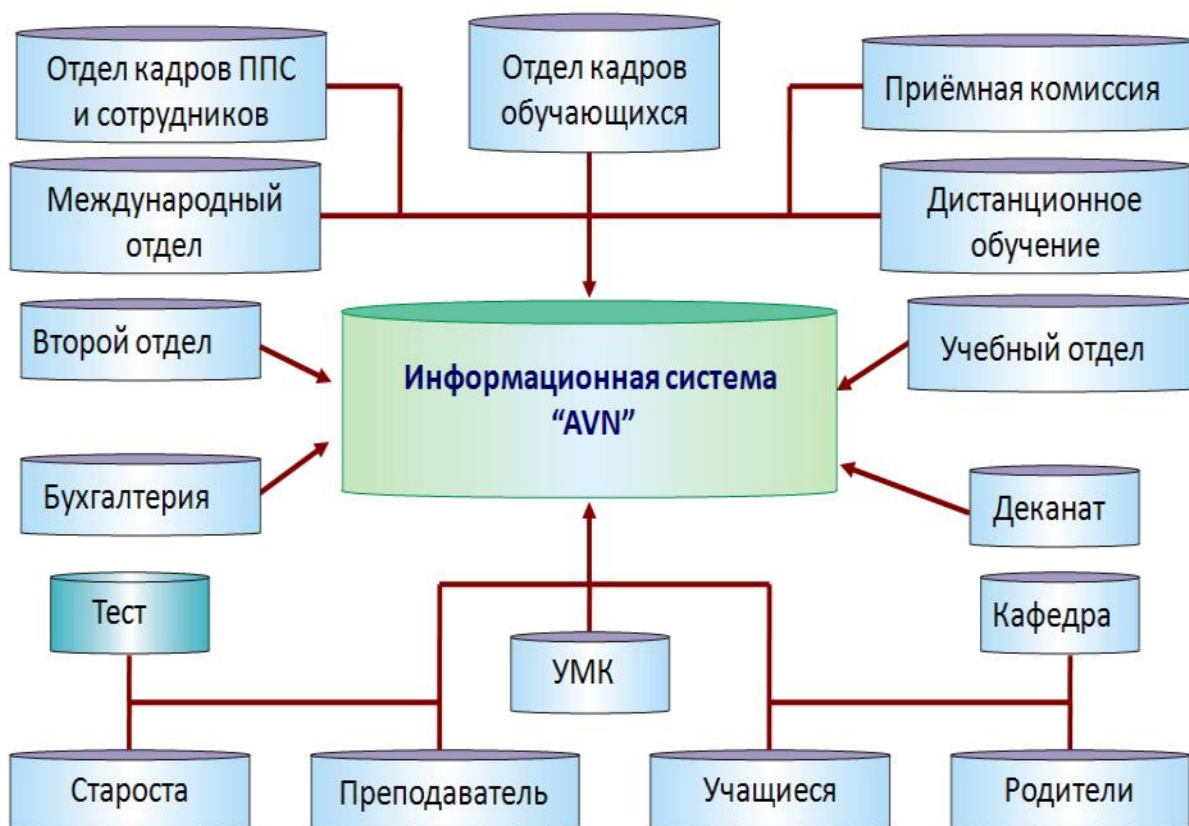 Отдел кадров ППС
и сотрудников
Отдел кадров
обучающихся
Приёмная комиссия
Международный
отдел
Дистанционное
обучение
Второй отдел
Информационная система
“AVN”
Учебный отдел
Бухгалтерия
Деканат
Тест
УМК
Кафедра
Староста
Преподаватель
Учащиеся
Родители